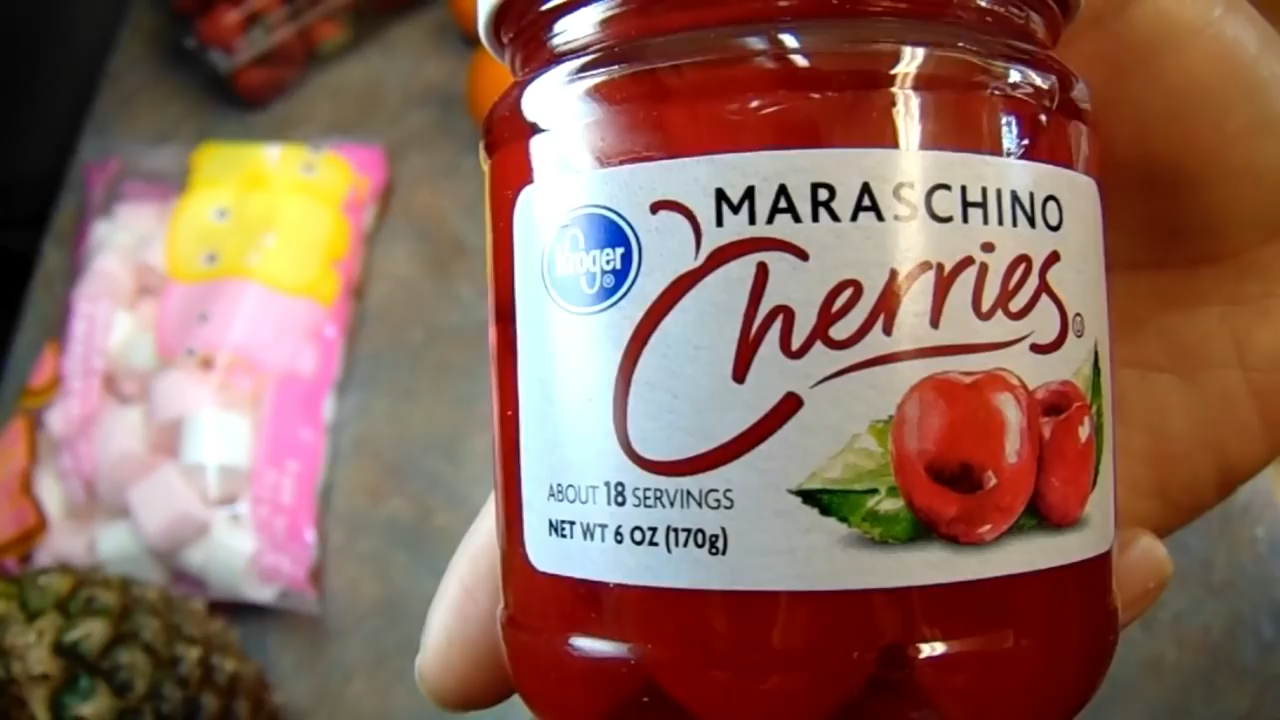 MARASCHINO
Kroger®
Cherries
ABOUT 18 SERVINGS
NET WT 6 OZ (170g)